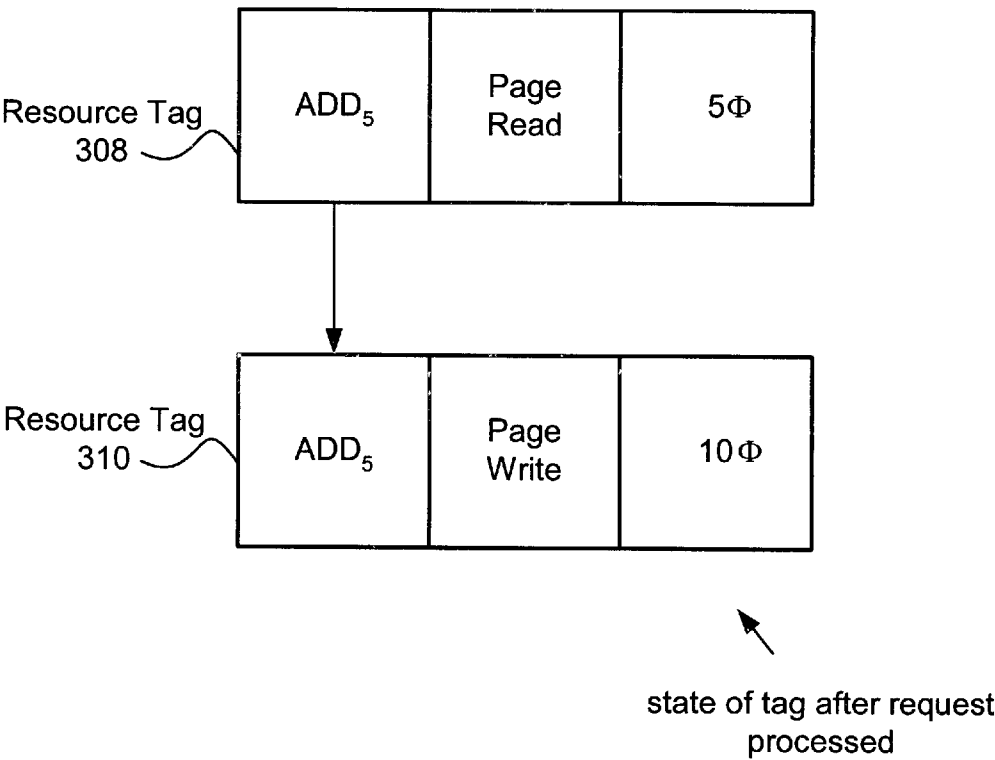 Resource Tag
308
ADD₅
Page
Read
5Φ
Resource Tag
310
ADD₅
Page
Write
10Φ
state of tag after request
processed